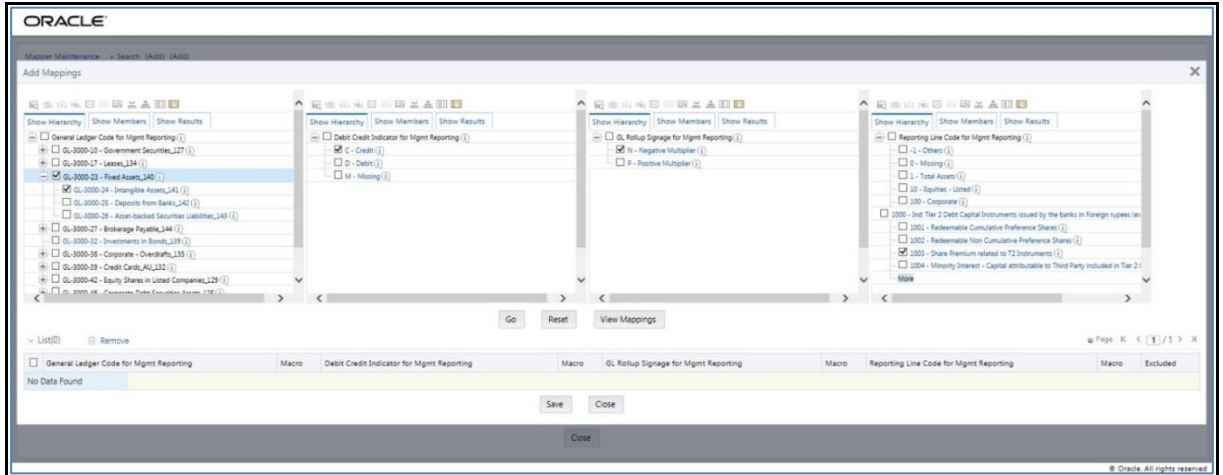 ORACLE
Mapper Maintenance > Search (Add) (Add)
Add Mappings
Show Hierarchy Show Members Show Results
General Ledger Code for Mgmt Reporting
GL-3000-10 - Government Securities_127
GL-3000-17 - Leases_134
GL-3000-23 - Fixed Assets_140
GL-3000-24 - Intangible Assets_141
GL-3000-25 - Deposits from Banks_142
GL-3000-26 - Asset-backed Securities Liabilities_143
GL-3000-27 - Brokerage Payable_144
GL-3000-32 - Investments in Bonds_139
GL-3000-36 - Corporate - Overdrafts_135
GL-3000-39 - Credit Cards_AU_132
GL-3000-42 - Equity Shares in Listed Companies_129
Show Hierarchy Show Members Show Results
Debit Credit Indicator for Mgmt Reporting
C - Credit
D - Debit
M - Missing
Show Hierarchy Show Members Show Results
GL Rollup Signage for Mgmt Reporting
N - Negative Multiplier
P - Positive Multiplier
Show Hierarchy Show Members Show Results
Reporting Line Code for Mgmt Reporting
-1 - Others
0 - Missing
1 - Total Assets
10 - Equities - Listed
100 - Corporate
1000 - Ind: Tier 2 Debt Capital Instruments issued by the banks in Foreign rupees
1001 - Redeemable Cumulative Preference Shares
1002 - Redeemable Non Cumulative Preference Shares
1003 - Share Premium related to T2 Instruments
1004 - Minority Interest - Capital attributable to Third Party included in Tier 2
More
Go Reset View Mappings
List(0) Remove
Page 1 / 1
General Ledger Code for Mgmt Reporting Macro Debit Credit Indicator for Mgmt Reporting Macro GL Rollup Signage for Mgmt Reporting Macro Reporting Line Code for Mgmt Reporting Macro Excluded
No Data Found
Save Close
Close
© Oracle. All rights reserved